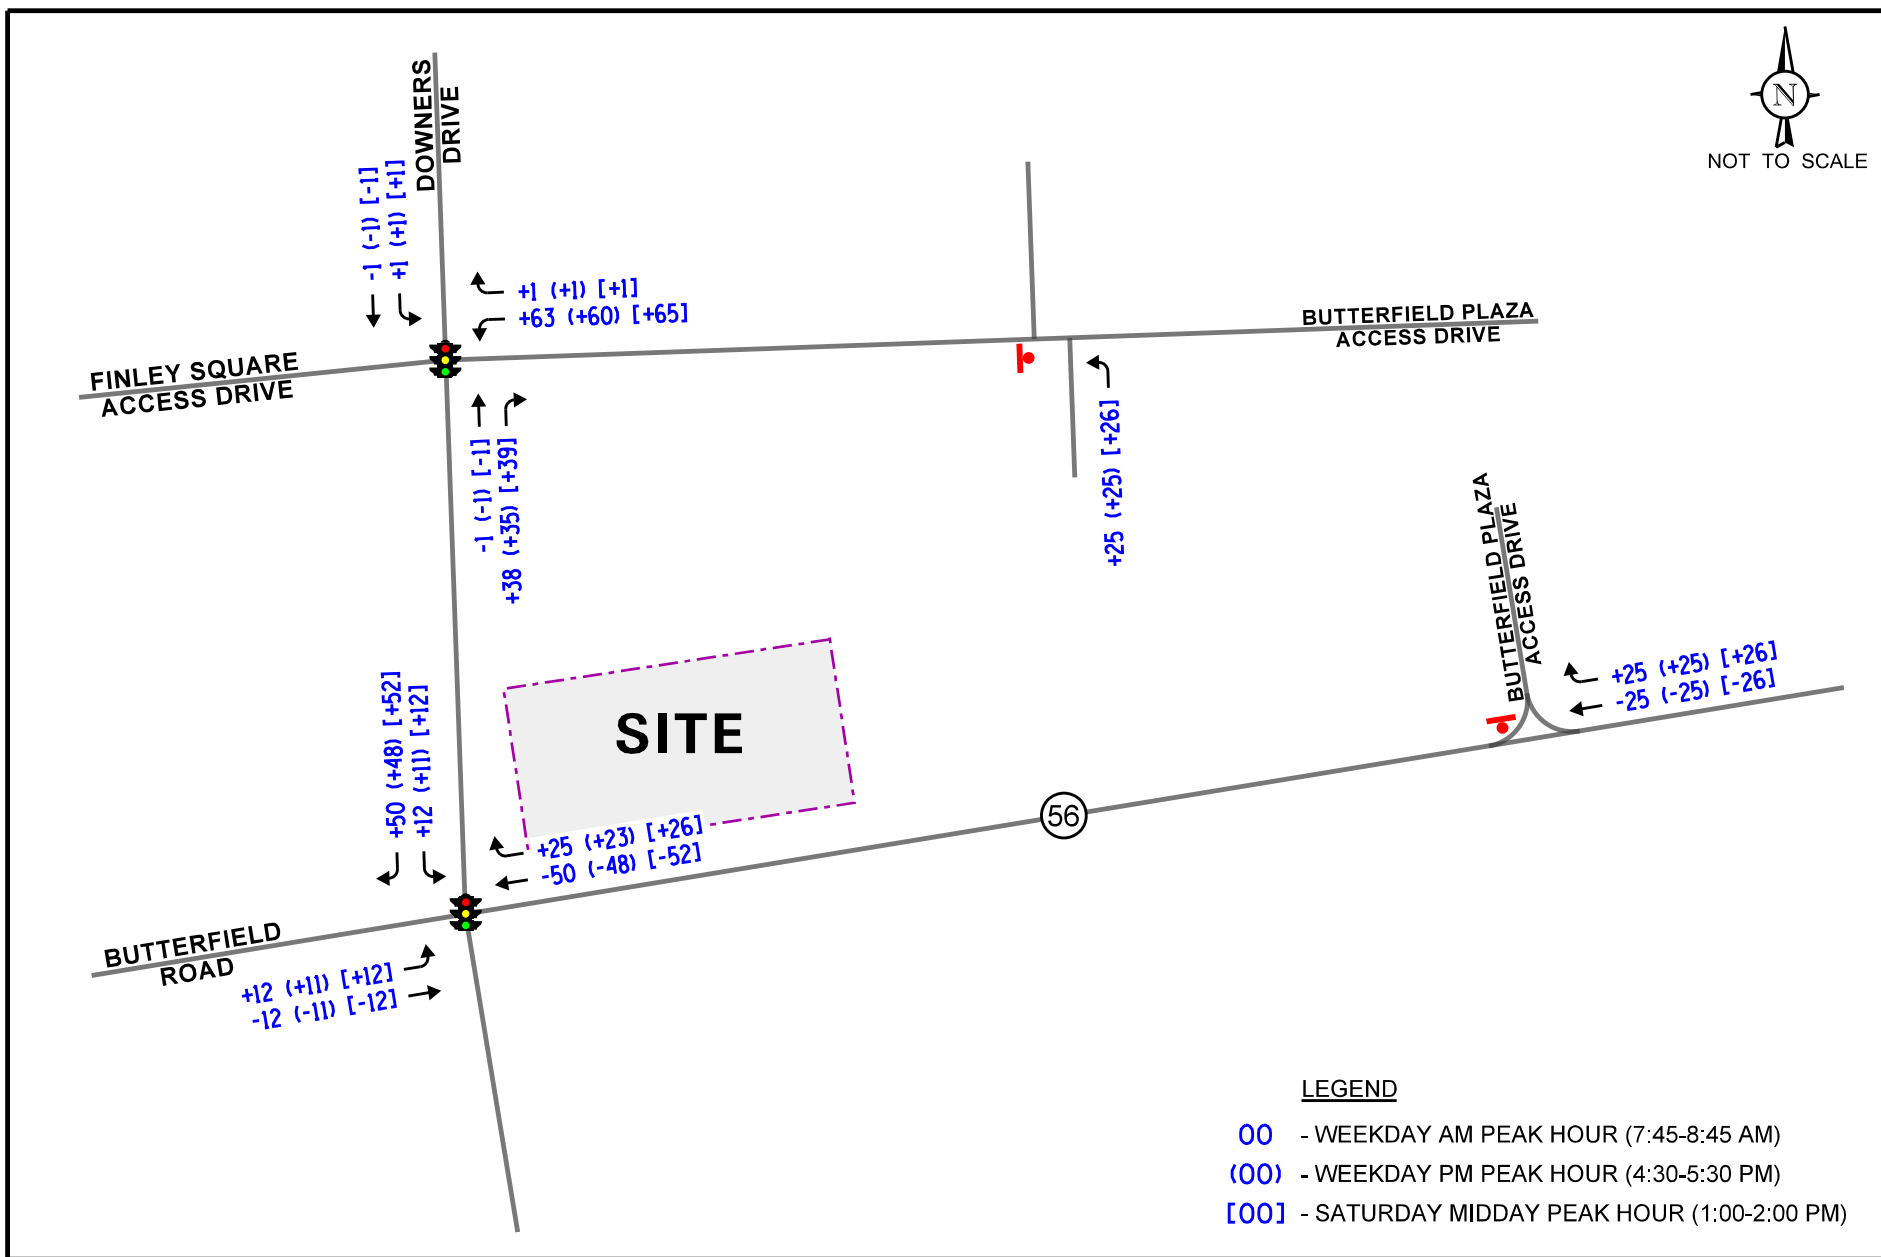 DOWNERS
DRIVE
N
NOT TO SCALE
-1 (-1) [-1]
+1 (+1) [+1]
+1 (+1) [+1]
+63 (+60) [+65]
BUTTERFIELD PLAZA
ACCESS DRIVE
FINLEY SQUARE
ACCESS DRIVE
-1 (-1) [-1]
+38 (+35) [+39]
+25 (+25) [+26]
BUTTERFIELD PLAZA
ACCESS DRIVE
+25 (+25) [+26]
-25 (-25) [-26]
SITE
+50 (+48) [+52]
+12 (+11) [+12]
56
+25 (+23) [+26]
-50 (-48) [-52]
BUTTERFIELD
ROAD
+12 (+11) [+12]
-12 (-11) [-12]
LEGEND
00 - WEEKDAY AM PEAK HOUR (7:45-8:45 AM)
(00) - WEEKDAY PM PEAK HOUR (4:30-5:30 PM)
[00] - SATURDAY MIDDAY PEAK HOUR (1:00-2:00 PM)